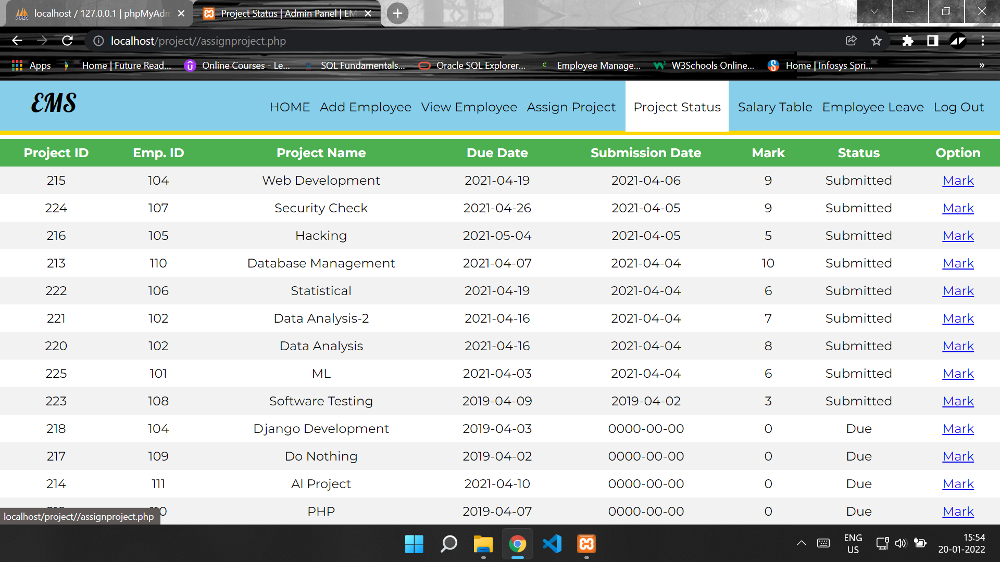 localhost / 127.0.0.1 | phpMyAdm
Project Status | Admin Panel | EM
localhost/project//assignproject.php
Apps
Home | Future Read...
Online Courses - Le...
SQL Fundamentals...
Oracle SQL Explorer...
Employee Manage...
W3Schools Online...
Home | Infosys Spri...
»
EMS
HOME Add Employee View Employee Assign Project Project Status Salary Table Employee Leave Log Out
Project ID Emp. ID Project Name Due Date Submission Date Mark Status Option
215 104 Web Development 2021-04-19 2021-04-06 9 Submitted Mark
224 107 Security Check 2021-04-26 2021-04-05 9 Submitted Mark
216 105 Hacking 2021-05-04 2021-04-05 5 Submitted Mark
213 110 Database Management 2021-04-07 2021-04-04 10 Submitted Mark
222 106 Statistical 2021-04-19 2021-04-04 6 Submitted Mark
221 102 Data Analysis-2 2021-04-16 2021-04-04 7 Submitted Mark
220 102 Data Analysis 2021-04-16 2021-04-04 8 Submitted Mark
225 101 ML 2021-04-03 2021-04-04 6 Submitted Mark
223 108 Software Testing 2019-04-09 2019-04-02 3 Submitted Mark
218 104 Django Development 2019-04-03 0000-00-00 0 Due Mark
217 109 Do Nothing 2019-04-02 0000-00-00 0 Due Mark
214 111 Al Project 2021-04-10 0000-00-00 0 Due Mark
PHP 2019-04-07 0000-00-00 0 Due Mark
localhost/project//assignproject.php
ENG
US
15:54
20-01-2022